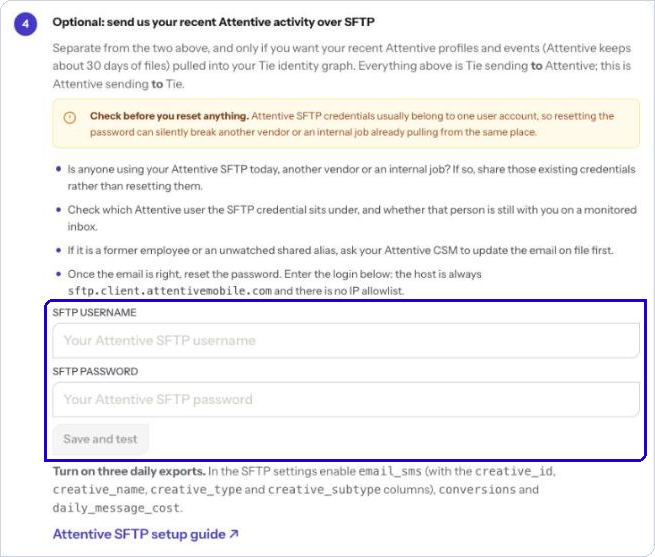 4
Optional: send us your recent Attentive activity over SFTP
Separate from the two above, and only if you want your recent Attentive profiles and events (Attentive keeps
about 30 days of files) pulled into your Tie identity graph. Everything above is Tie sending to Attentive; this is
Attentive sending to Tie.
Check before you reset anything. Attentive SFTP credentials usually belong to one user account, so resetting the
password can silently break another vendor or an internal job already pulling from the same place.
• Is anyone using your Attentive SFTP today, another vendor or an internal job? If so, share those existing credentials
rather than resetting them.
• Check which Attentive user the SFTP credential sits under, and whether that person is still with you on a monitored
inbox.
• If it is a former employee or an unwatched shared alias, ask your Attentive CSM to update the email on file first.
• Once the email is right, reset the password. Enter the login below: the host is always
sftp.client.attentivemobile.com and there is no IP allowlist.
SFTP USERNAME
Your Attentive SFTP username
SFTP PASSWORD
Your Attentive SFTP password
Save and test
Turn on three daily exports. In the SFTP settings enable email_sms (with the creative_id,
creative_name, creative_type and creative_subtype columns), conversions and
daily_message_cost.
Attentive SFTP setup guide ↗